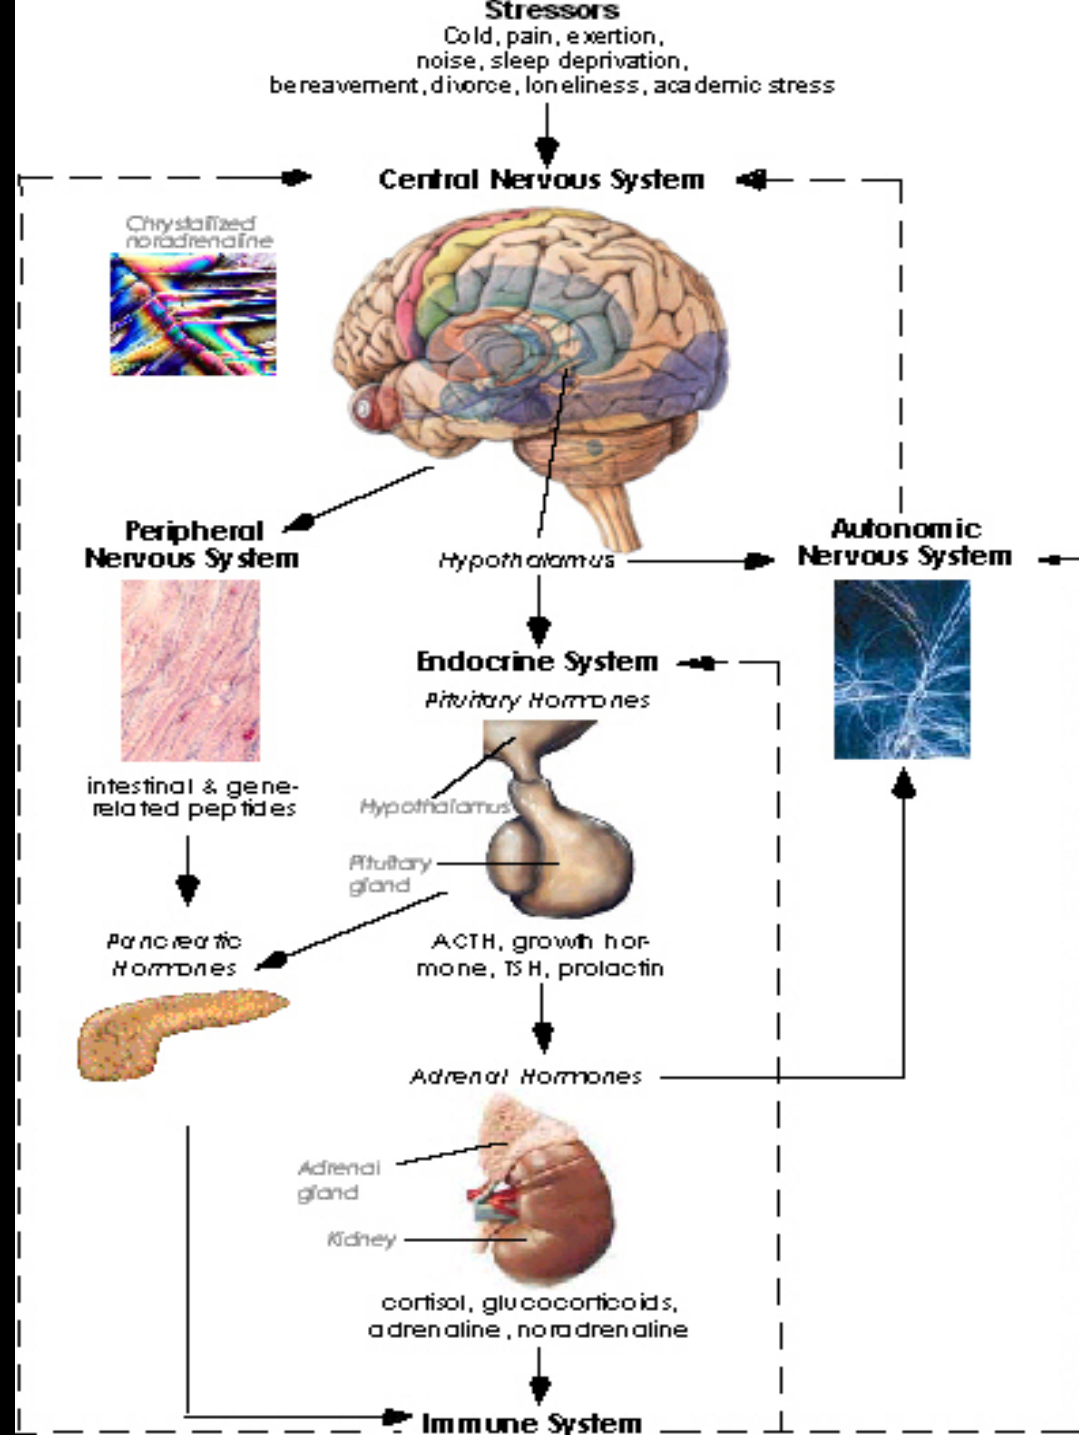 Stressors
Cold, pain, exertion,
noise, sleep deprivation,
bereavement, divorce, loneliness, academic stress
Central Nervous System
Chrystallized
noradrenaline
Peripheral
Nervous System
Hypothalamus
Autonomic
Nervous System
Endocrine System
Pituitary Hormones
intestinal & gene-
related peptides
Hypothalamus
Pituitary
gland
Pancreatic
Hormones
ACTH, growth hor-
mone, TSH, prolactin
Adrenal Hormones
Adrenal
gland
Kidney
cortisol, glucocorticoids,
adrenaline, noradrenaline
Immune System